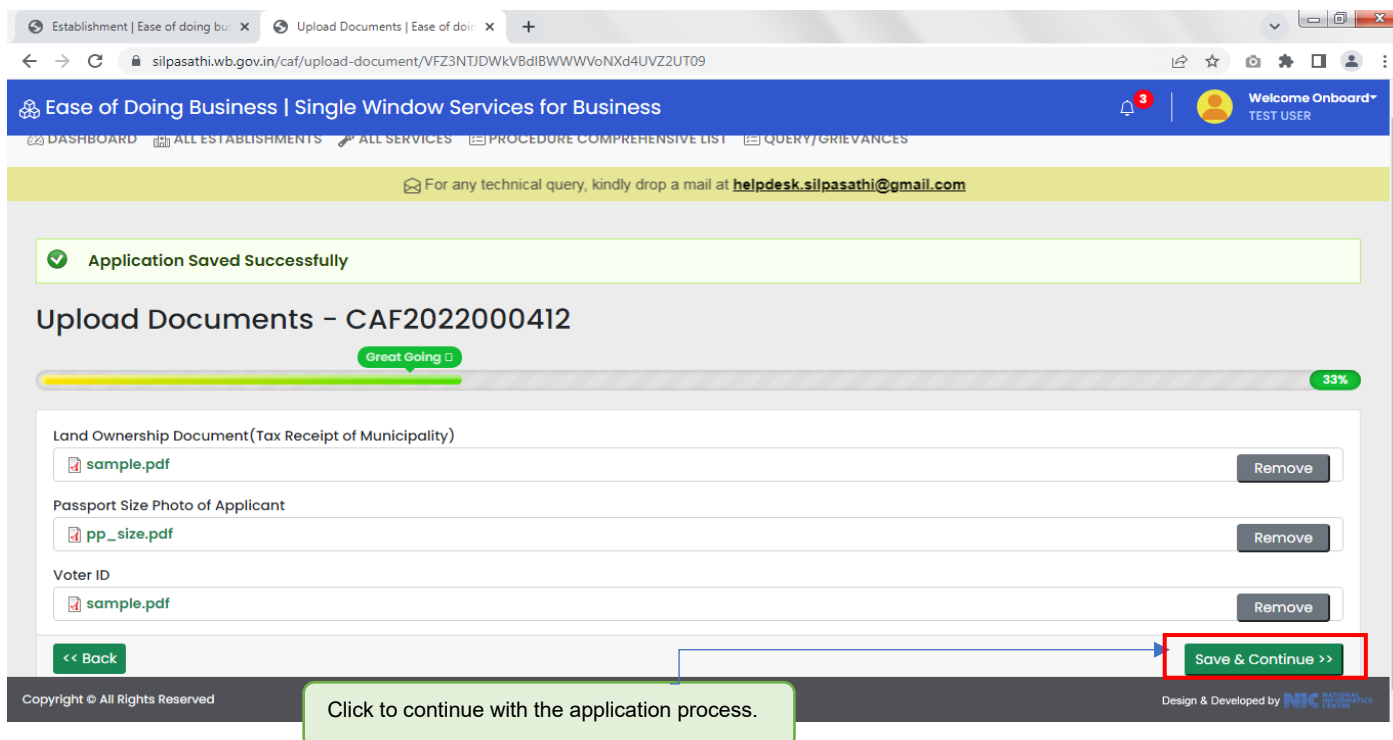 Establishment | Ease of doing bu
Upload Documents | Ease of doin
silpasathi.wb.gov.in/caf/upload-document/VFZ3NTJDWkVBdlBWWWVoNXd4UVZ2UT09
Ease of Doing Business | Single Window Services for Business
3
Welcome Onboard
TEST USER
DASHBOARD ALL ESTABLISHMENTS ALL SERVICES PROCEDURE COMPREHENSIVE LIST QUERY/GRIEVANCES
For any technical query, kindly drop a mail at helpdesk.silpasathi@gmail.com
Application Saved Successfully
Upload Documents - CAF2022000412
Great Going
33%
Land Ownership Document(Tax Receipt of Municipality)
sample.pdf
Remove
Passport Size Photo of Applicant
pp_size.pdf
Remove
Voter ID
sample.pdf
Remove
<< Back
Save & Continue >>
Copyright © All Rights Reserved
Design & Developed by NIC NATIONAL INFORMATICS CENTRE
Click to continue with the application process.